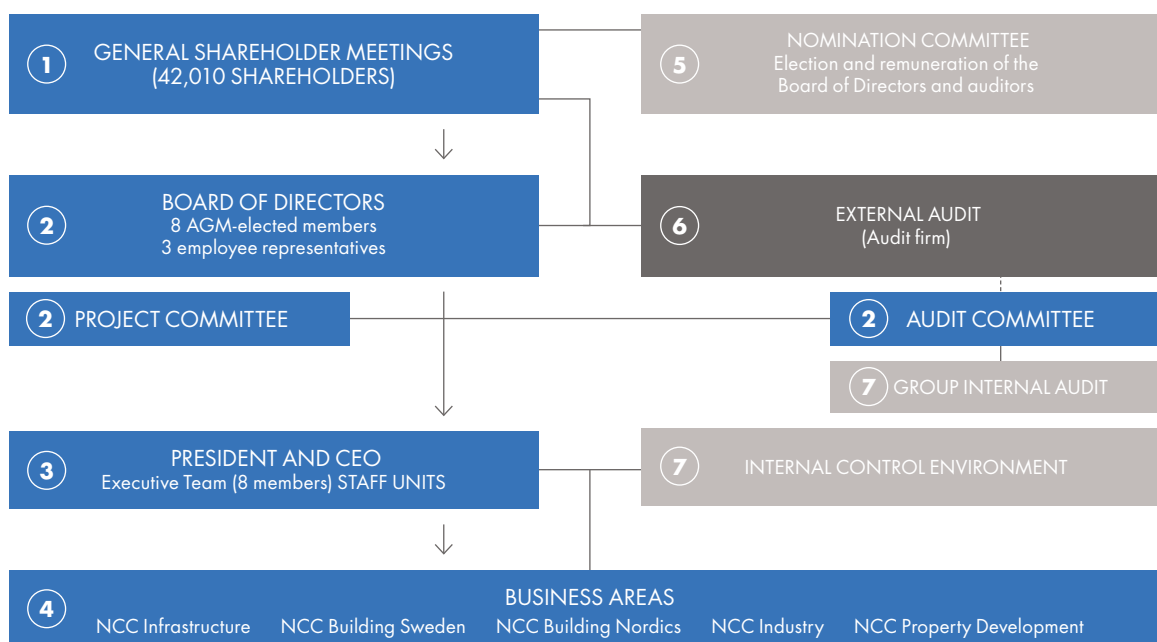 1
GENERAL SHAREHOLDER MEETINGS
(42,010 SHAREHOLDERS)
5
NOMINATION COMMITTEE
Election and remuneration of the
Board of Directors and auditors
2
BOARD OF DIRECTORS
8 AGM-elected members
3 employee representatives
6
EXTERNAL AUDIT
(Audit firm)
2 PROJECT COMMITTEE
2 AUDIT COMMITTEE
7 GROUP INTERNAL AUDIT
3
PRESIDENT AND CEO
Executive Team (8 members) STAFF UNITS
7 INTERNAL CONTROL ENVIRONMENT
4
BUSINESS AREAS
NCC Infrastructure NCC Building Sweden NCC Building Nordics NCC Industry NCC Property Development